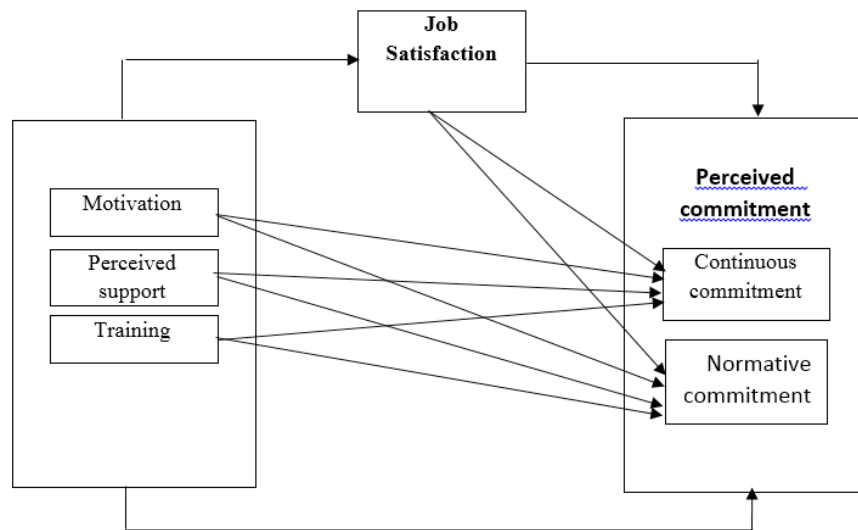 Job
Satisfaction
Motivation
Perceived
support
Training
Perceived
commitment
Continuous
commitment
Normative
commitment